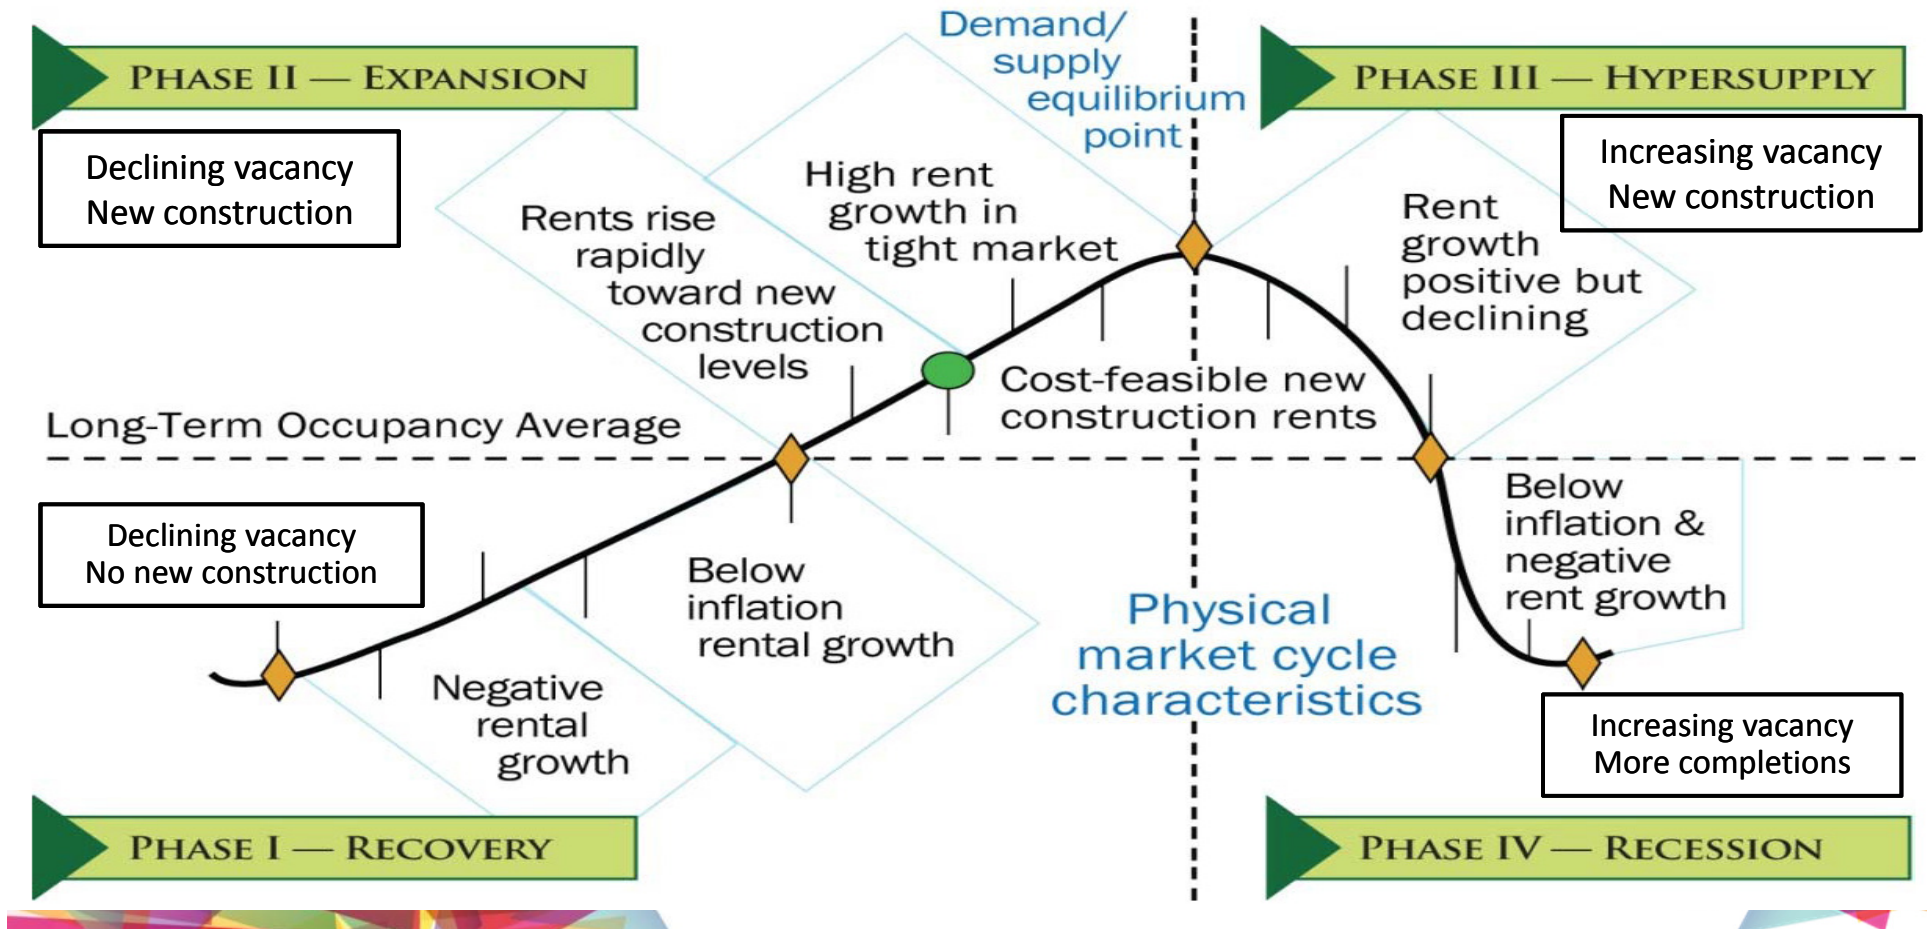 PHASE II — EXPANSION
Declining vacancy
New construction
Demand/
supply
equilibrium
point
PHASE III — HYPERSUPPLY
Increasing vacancy
New construction
Rents rise
rapidly
toward new
construction
levels
High rent
growth in
tight market
Rent
growth
positive but
declining
Cost-feasible new
construction rents
Long-Term Occupancy Average
Declining vacancy
No new construction
Negative
rental
growth
Below
inflation
rental growth
Physical
market cycle
characteristics
Below
inflation &
negative
rent growth
Increasing vacancy
More completions
PHASE I — RECOVERY
PHASE IV — RECESSION